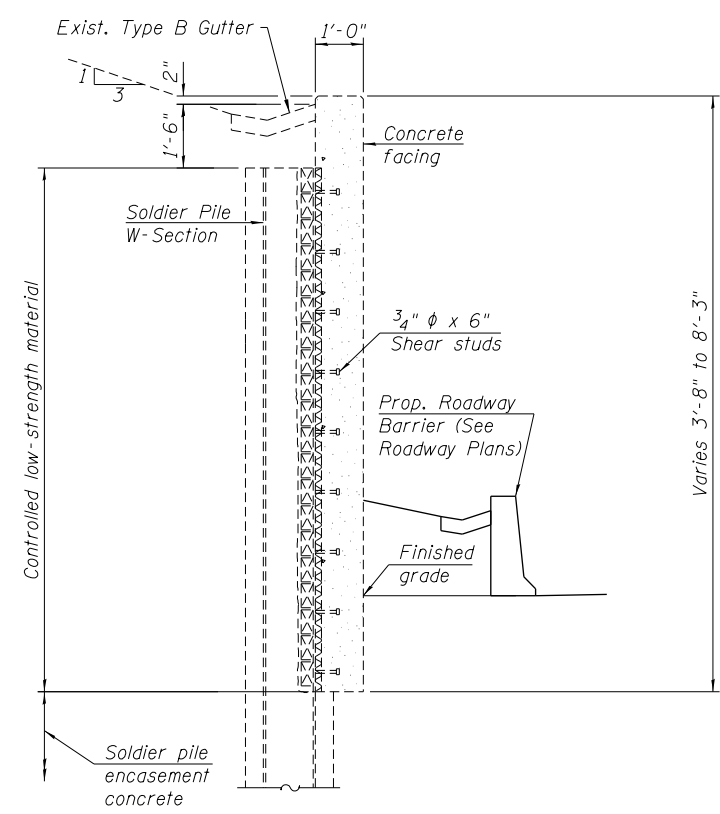 Exist. Type B Gutter
1'-0"
1
3
2"
1'-6"
Concrete
facing
Soldier Pile
W-Section
Controlled low-strength material
3/4" ϕ x 6"
Shear studs
Varies 3'-8" to 8'-3"
Prop. Roadway
Barrier (See
Roadway Plans)
Finished
grade
Soldier pile
encasement
concrete